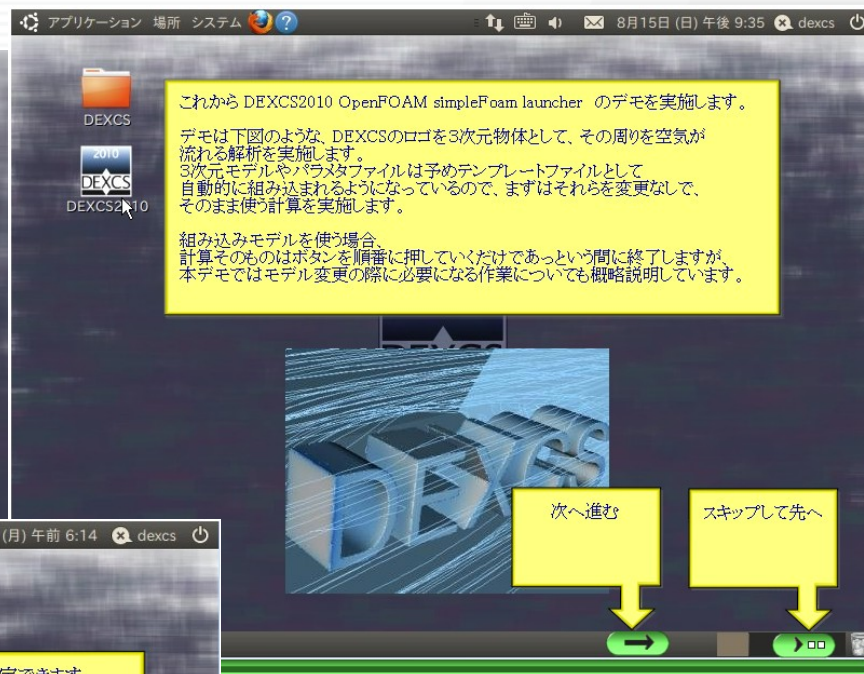 アプリケーション 場所 システム
8月15日 (日) 午後 9:35 dexcs
DEXCS
2010
DEXCS
DEXCS2010
これから DEXCS2010 OpenFOAM simpleFoam launcher のデモを実施します。
デモは下図のような、DEXCSのロゴを3次元物体として、その周りを空気が
流れる解析を実施します。
3次元モデルやパラメタファイルは予めテンプレートファイルとして
自動的に組み込まれるようになっているので、まずはそれらを変更なしで、
そのまま使う計算を実施します。
組み込みモデルを使う場合、
計算そのものはボタンを順番に押していくだけであっという間に終了しますが、
本デモではモデル変更の際に必要になる作業についても概略説明しています。
DEXCS
次へ進む
スキップして先へ
(月) 午前 6:14 dexcs
できます